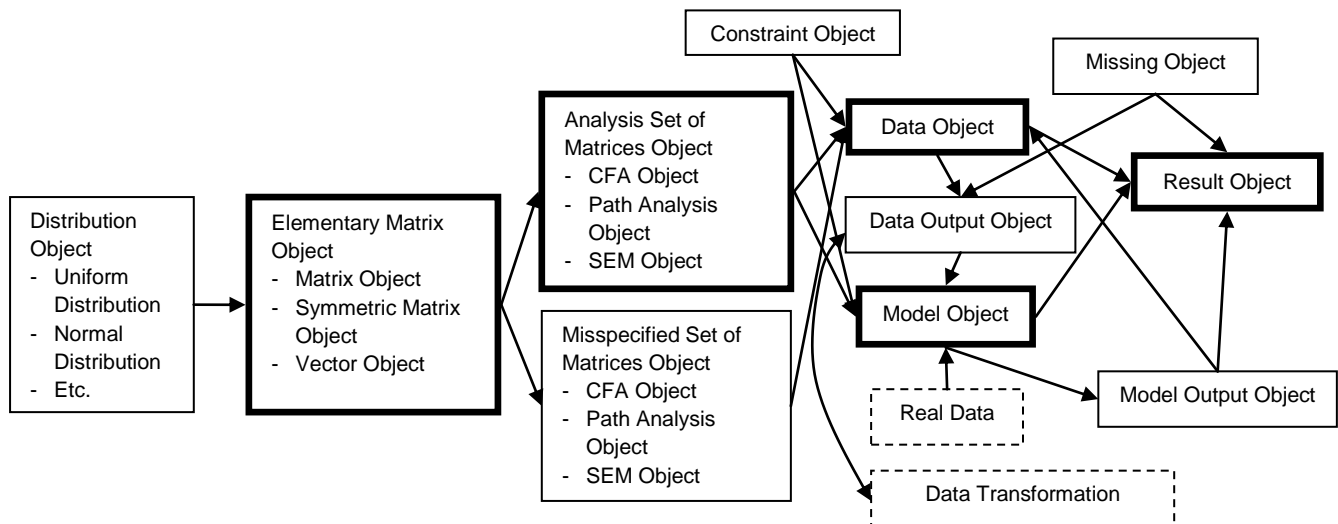 Constraint Object
Missing Object
Analysis Set of
Matrices Object
- CFA Object
- Path Analysis
Object
- SEM Object
Data Object
Result Object
Distribution
Object
- Uniform
Distribution
- Normal
Distribution
- Etc.
Elementary Matrix
Object
- Matrix Object
- Symmetric Matrix
Object
- Vector Object
Data Output Object
Model Object
Misspecified Set of
Matrices Object
- CFA Object
- Path Analysis
Object
- SEM Object
Real Data
Model Output Object
Data Transformation